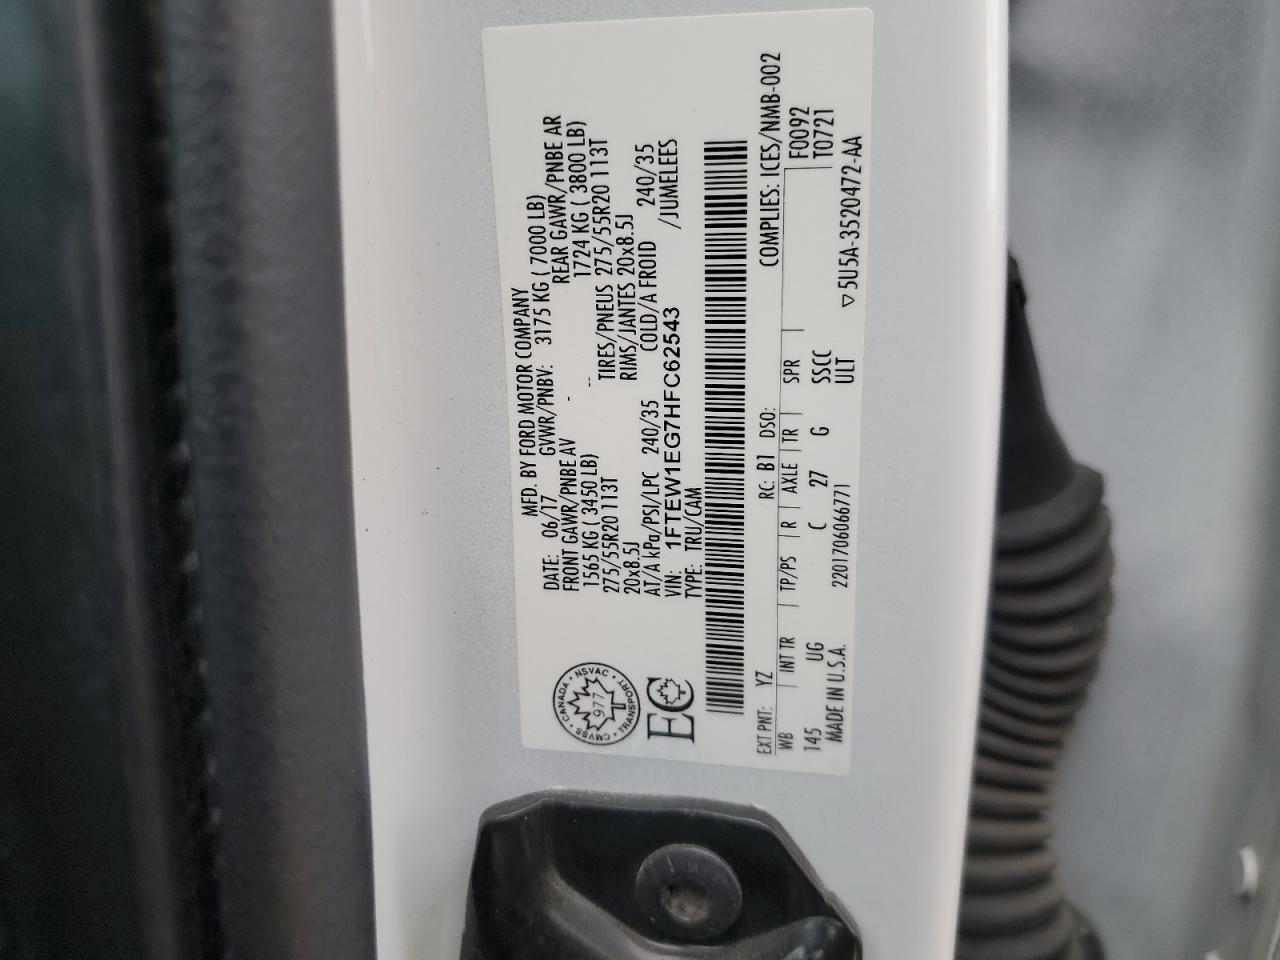 MFD. BY FORD MOTOR COMPANY
DATE: 06/17 GVWR/PNBV: 3175 KG ( 7000 LB)
FRONT GAWR/PNBE AV - REAR GAWR/PNBE AR
1565 KG ( 3450 LB) -- 1724 KG ( 3800 LB)
275/55R20 113T TIRES/PNEUS 275/55R20 113T
20x8.5J RIMS/JANTES 20x8.5J
AT/A kPa/PSI/LPC 240/35 COLD/A FROID 240/35
VIN: 1FTEW1EG7HFC62543 /JUMELEES
TYPE: TRU/CAM
CANADA • NSVAC • TRANSPORT • CMVSS •
977
EC
COMPLIES: ICES/NMB-002
EXT PNT: YZ RC: B1 DSO: F0092
WB INT TR TP/PS R AXLE TR SPR T0721
145 UG C 27 G SSCC
MADE IN U.S.A. 220170606677I ULT ▽5U5A-3520472-AA